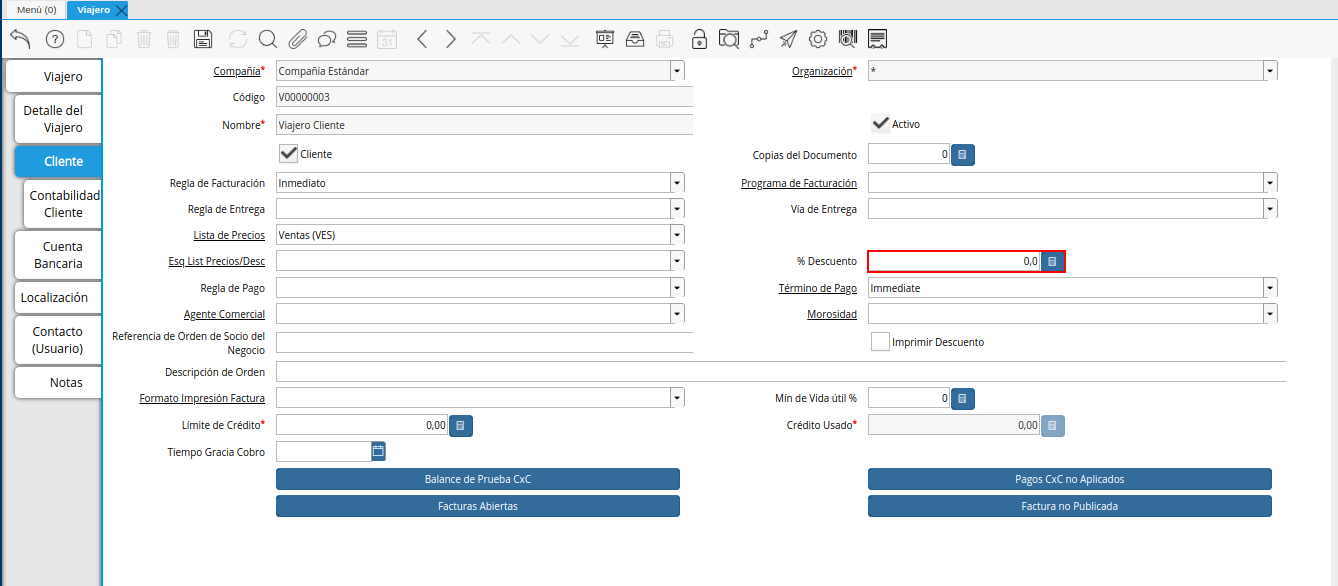 Menú (0)
Viajero
31
Viajero
Detalle del
Viajero
Cliente
Contabilidad
Cliente
Cuenta
Bancaria
Localización
Contacto
(Usuario)
Notas
Compañía* Compañía Estándar
Organización* *
Código V00000003
Nombre* Viajero Cliente
Activo
Cliente
Copias del Documento 0
Regla de Facturación Inmediato
Programa de Facturación
Regla de Entrega
Vía de Entrega
Lista de Precios Ventas (VES)
Esq List Precios/Desc
% Descuento 0,0
Regla de Pago
Término de Pago Immediate
Agente Comercial
Morosidad
Referencia de Orden de Socio del
Negocio
Imprimir Descuento
Descripción de Orden
Formato Impresión Factura
Mín de Vida útil % 0
Límite de Crédito* 0,00
Crédito Usado* 0,00
Tiempo Gracia Cobro
Balance de Prueba CxC
Pagos CxC no Aplicados
Facturas Abiertas
Factura no Publicada